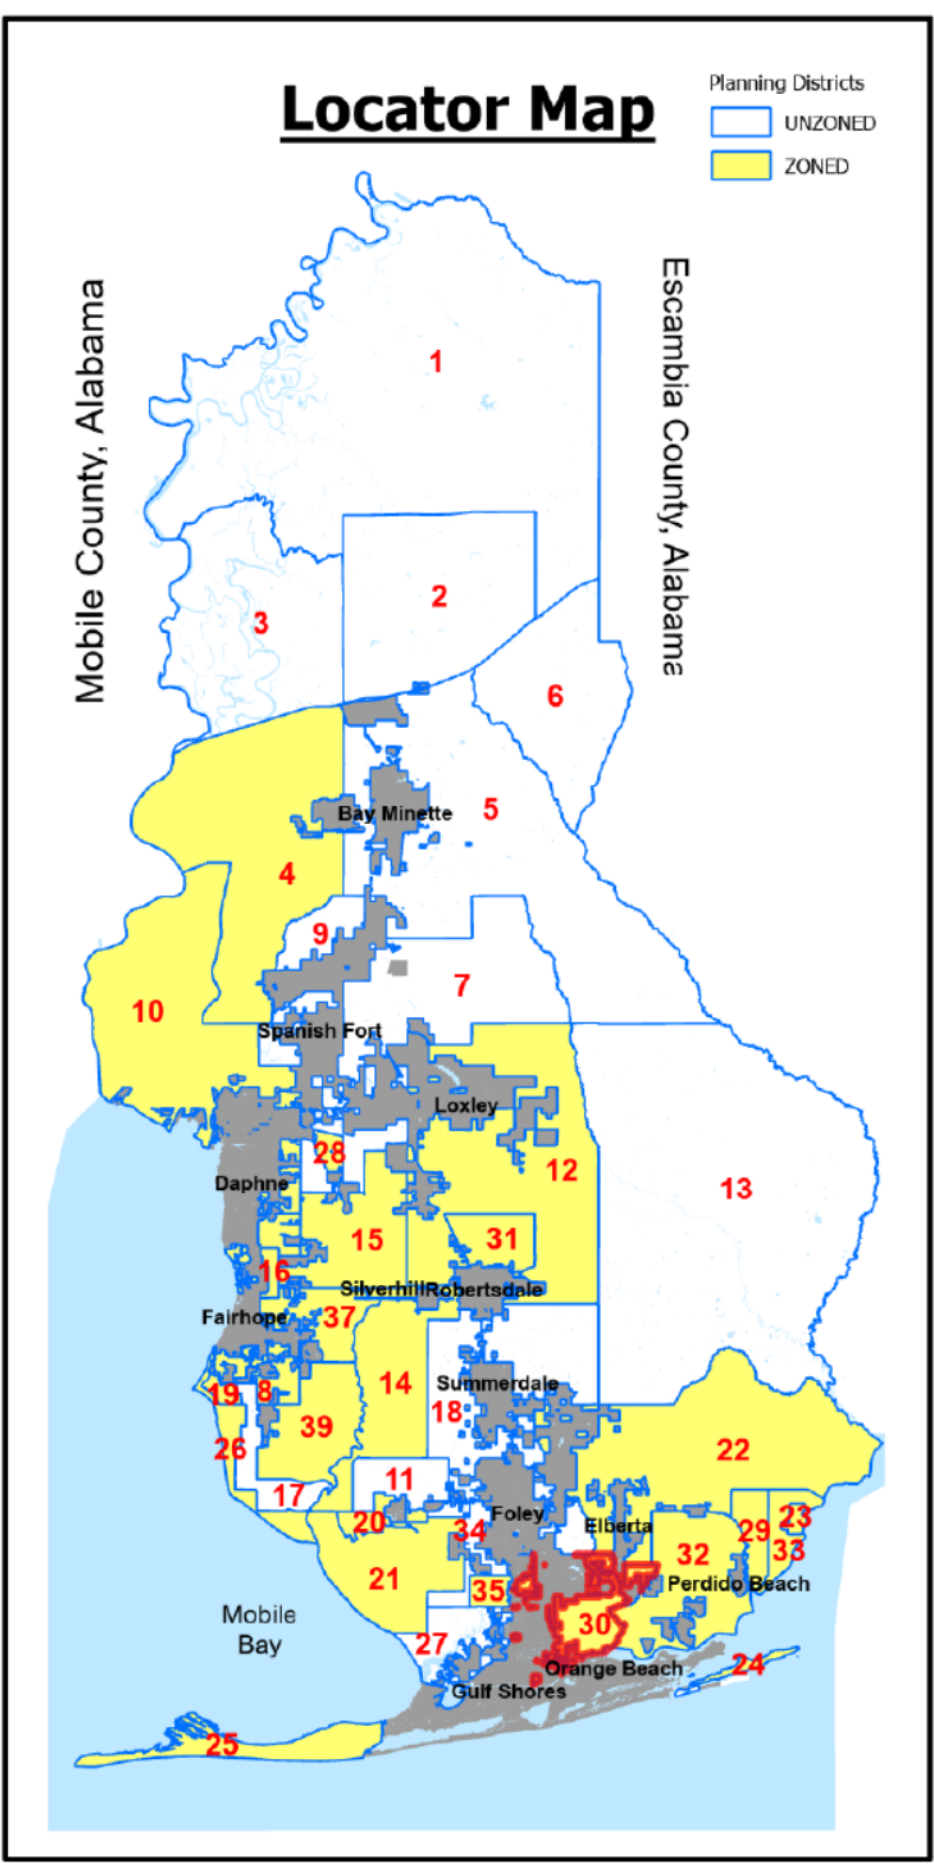 Locator Map
Planning Districts
UNZONED
ZONED
Mobile County, Alabama
Escambia County, Alabama
1
2
3
6
5
Bay Minette
4
9
7
10
Spanish Fort
Loxley
28
12
Daphne
13
15
31
16
Silverhill
Robertsdale
Fairhope
37
14
Summerdale
19
8
18
39
26
22
11
17
Foley
20
34
Elberta
29
23
32
33
21
35
Perdido Beach
30
Mobile
Bay
27
24
Orange Beach
Gulf Shores
25